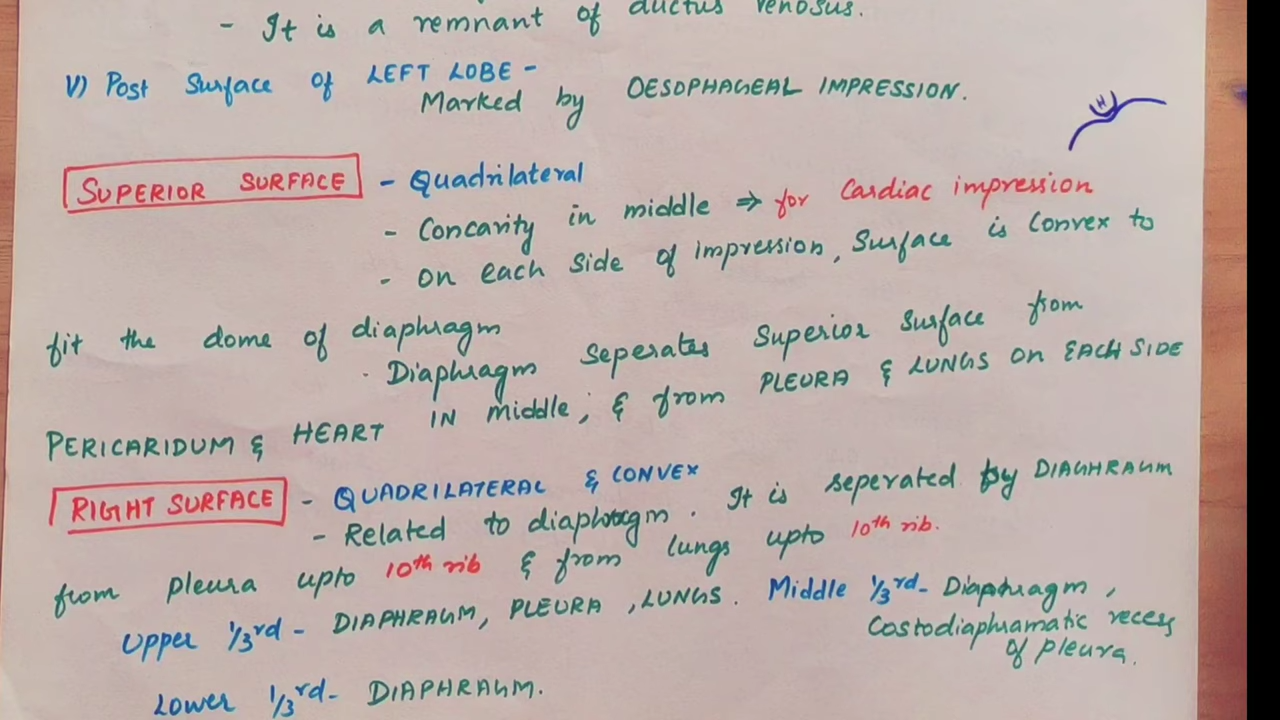 - It is a remnant of ductus venosus.
V) Post Surface of LEFT LOBE -
Marked by OESOPHAGEAL IMPRESSION.
H
SUPERIOR SURFACE - Quadrilateral
- Concavity in middle ⇒ for Cardiac impression
- on each side of impression, Surface is Convex to
fit the dome of diaphragm
. Diaphragm seperates Superior Surface from
PERICARIDUM & HEART IN middle; & from PLEURA & LUNGS ON EACH SIDE
RIGHT SURFACE - QUADRILATERAL & CONVEX
- Related to diaphragm. It is seperated by DIAGHRAGM
from pleura upto 10th rib & from lungs upto 10th rib.
Upper 1/3rd - DIAPHRAGM, PLEURA, LUNGS. Middle 1/3rd - Diaphragm,
Costodiaphramatic recess
of pleura.
Lower 1/3rd - DIAPHRAGM.